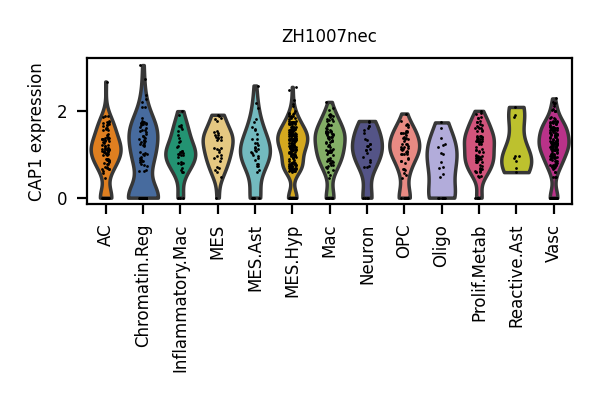 ZH1007nec
CAP1 expression
2
0
AC
Chromatin.Reg
Inflammatory.Mac
MES
MES.Ast
MES.Hyp
Mac
Neuron
OPC
Oligo
Prolif.Metab
Reactive.Ast
Vasc